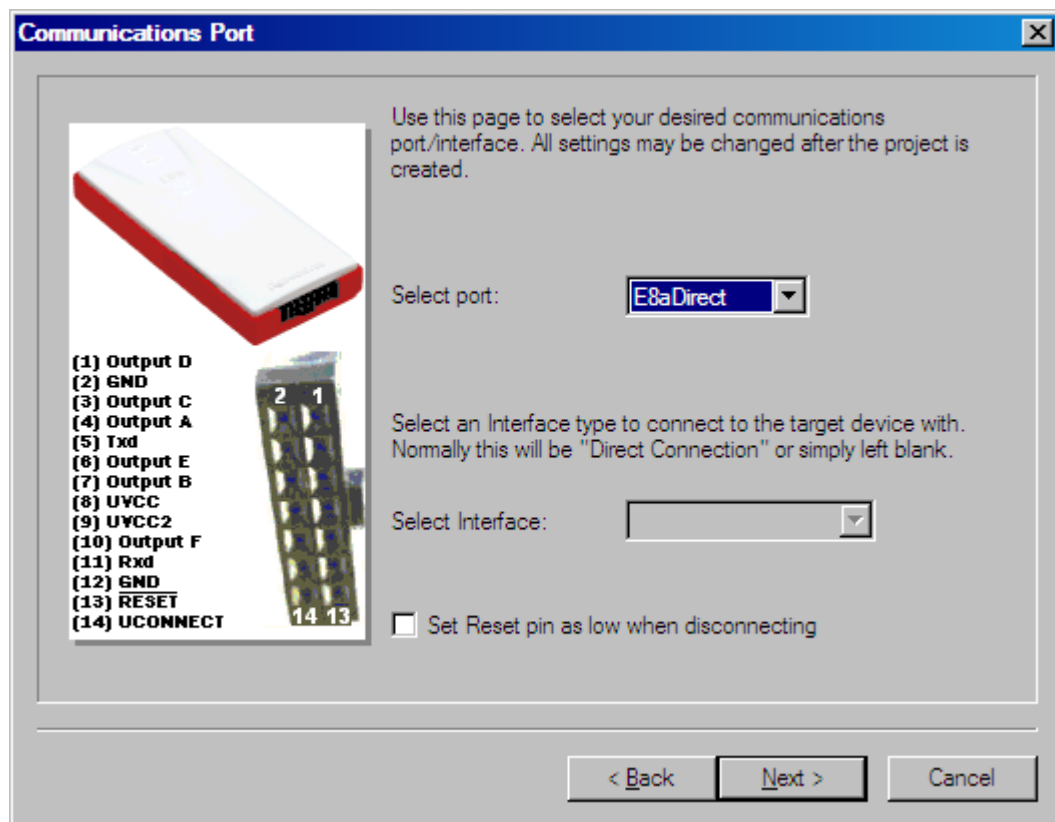 Communications Port
Use this page to select your desired communications
port/interface. All settings may be changed after the project is
created.
Select port:
E8aDirect
(1) Output D
(2) GND
(3) Output C
(4) Output A
(5) Txd
(6) Output E
(7) Output B
(8) UVCC
(9) UVCC2
(10) Output F
(11) Rxd
(12) GND
(13) RESET
(14) UCONNECT
2 1
14 13
Select an Interface type to connect to the target device with.
Normally this will be "Direct Connection" or simply left blank.
Select Interface:
Set Reset pin as low when disconnecting
< Back
Next >
Cancel